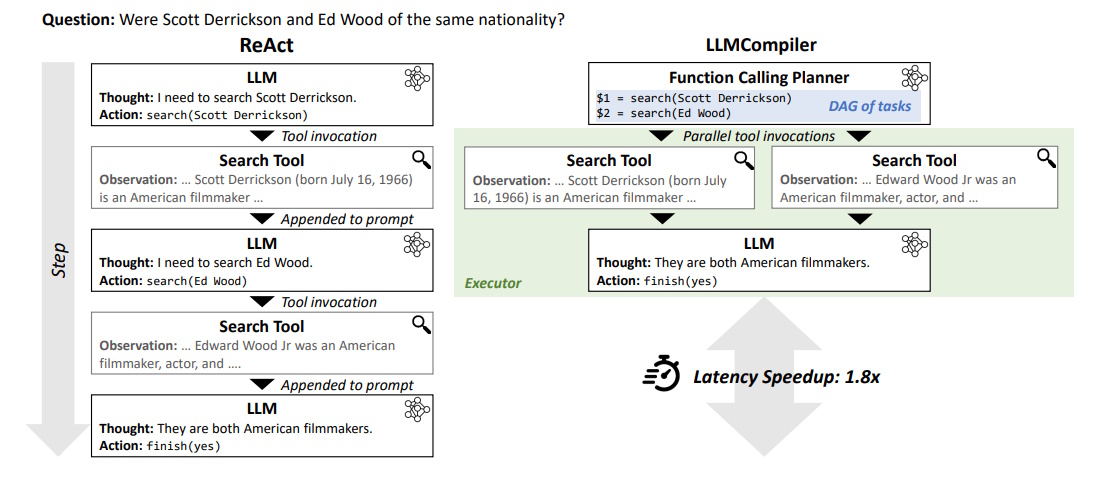 Question: Were Scott Derrickson and Ed Wood of the same nationality?
ReAct
Step
LLM
Thought: I need to search Scott Derrickson.
Action: search(Scott Derrickson)
Tool invocation
Search Tool
Observation: ... Scott Derrickson (born July 16, 1966)
is an American filmmaker ...
Appended to prompt
LLM
Thought: I need to search Ed Wood.
Action: search(Ed Wood)
Tool invocation
Search Tool
Observation: ... Edward Wood Jr was an American
filmmaker, actor, and ....
Appended to prompt
LLM
Thought: They are both American filmmakers.
Action: finish(yes)
LLMCompiler
Function Calling Planner
$1 = search(Scott Derrickson)
$2 = search(Ed Wood)
DAG of tasks
Parallel tool invocations
Search Tool
Observation: ... Scott Derrickson (born July
16, 1966) is an American filmmaker ...
Search Tool
Observation: ... Edward Wood Jr was an
American filmmaker, actor, and ...
LLM
Thought: They are both American filmmakers.
Action: finish(yes)
Executor
Latency Speedup: 1.8x